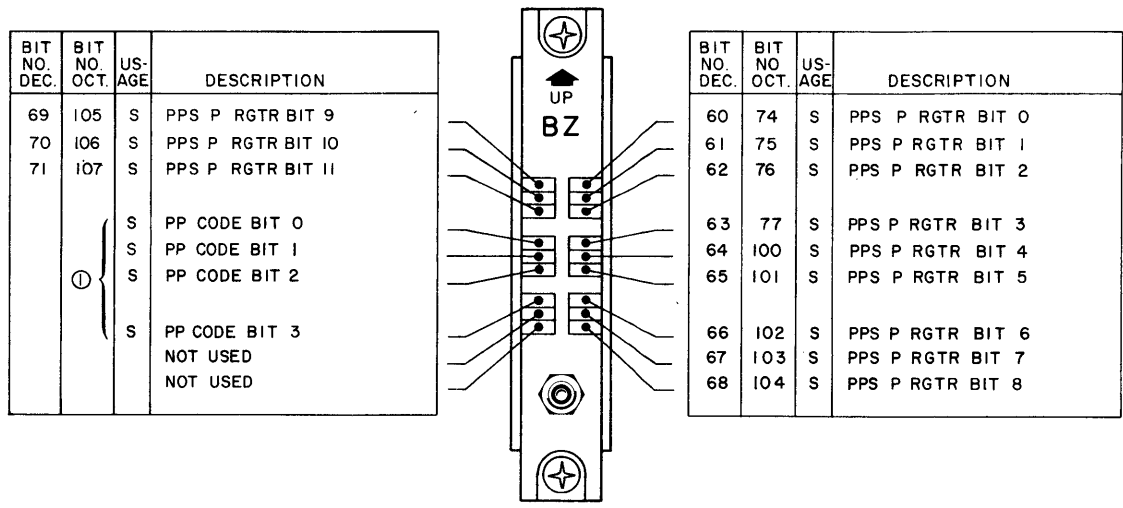 BIT NO. DEC. BIT NO. OCT. US-AGE DESCRIPTION
69 105 S PPS P RGTR BIT 9
70 106 S PPS P RGTR BIT 10
71 107 S PPS P RGTR BIT 11
S PP CODE BIT 0
S PP CODE BIT 1
① S PP CODE BIT 2
S PP CODE BIT 3
NOT USED
NOT USED
UP
BZ
BIT NO. DEC. BIT NO OCT. US-AGE DESCRIPTION
60 74 S PPS P RGTR BIT 0
61 75 S PPS P RGTR BIT 1
62 76 S PPS P RGTR BIT 2
63 77 S PPS P RGTR BIT 3
64 100 S PPS P RGTR BIT 4
65 101 S PPS P RGTR BIT 5
66 102 S PPS P RGTR BIT 6
67 103 S PPS P RGTR BIT 7
68 104 S PPS P RGTR BIT 8